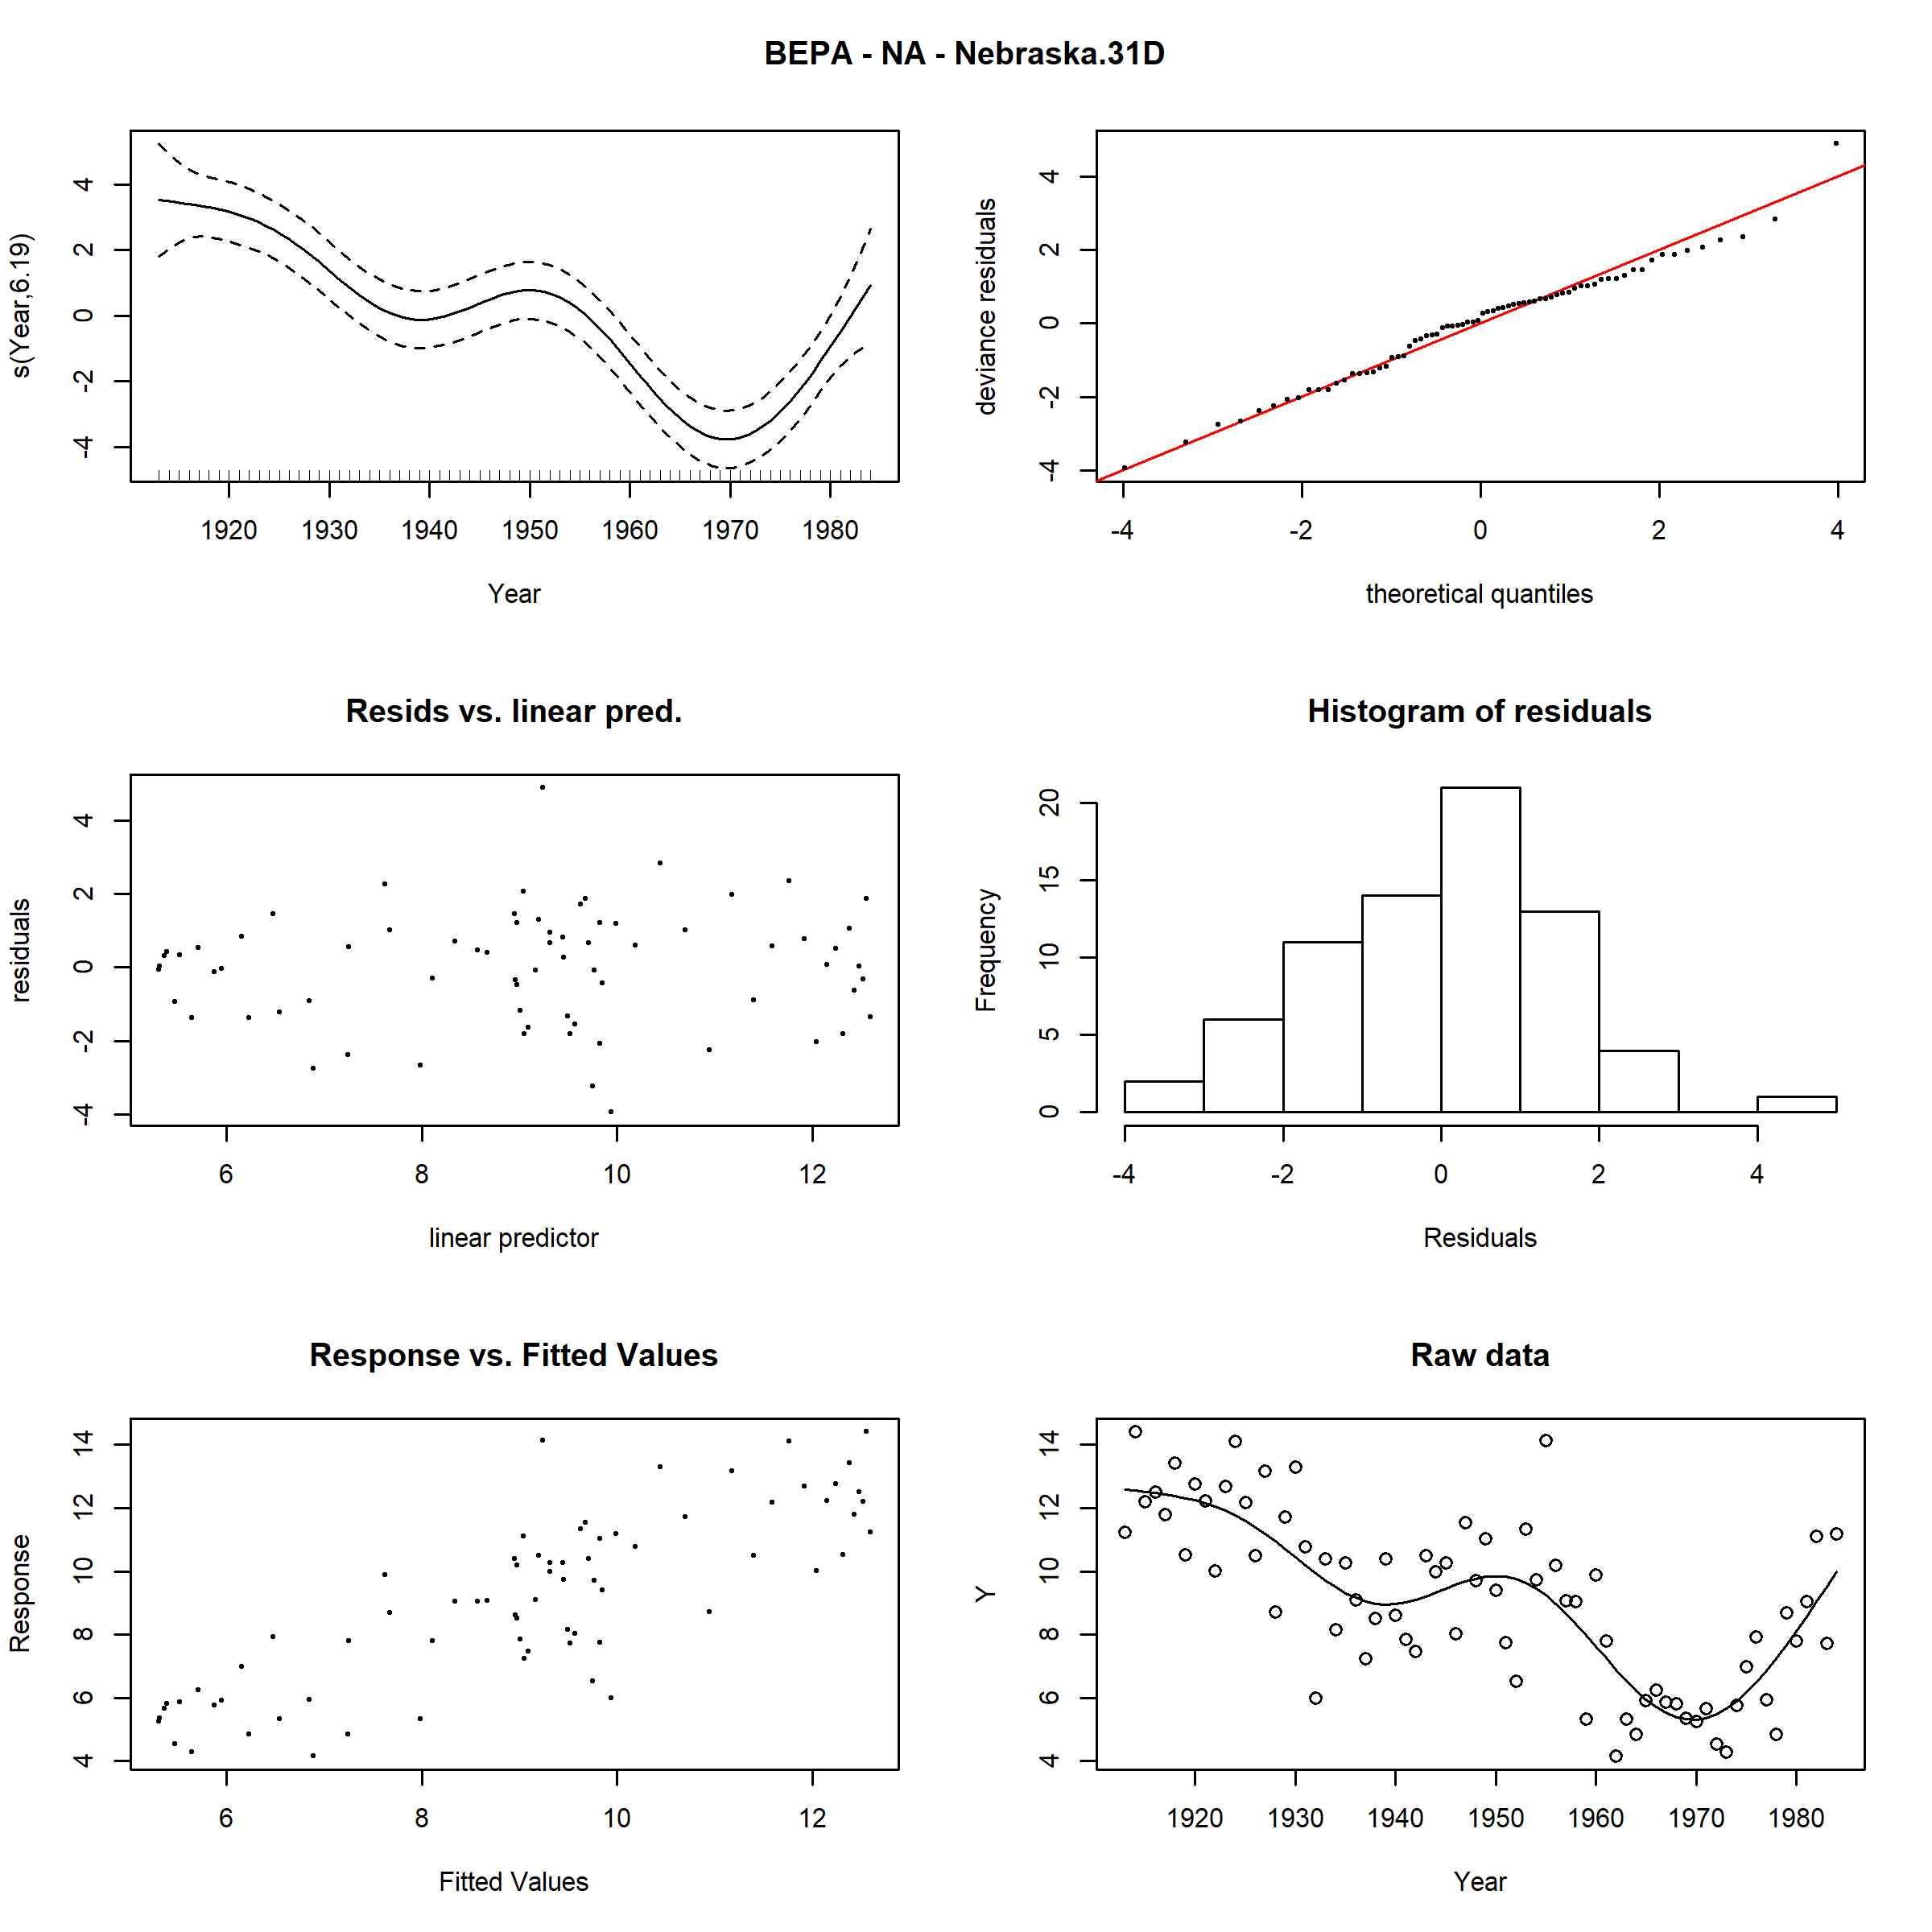 BEPA - NA - Nebraska.31D
s(Year,6.19)
4
2
0
-2
-4
1920 1930 1940 1950 1960 1970 1980
Year
deviance residuals
4
2
0
-2
-4
-4 -2 0 2 4
theoretical quantiles
Resids vs. linear pred.
residuals
4
2
0
-2
-4
6 8 10 12
linear predictor
Histogram of residuals
Frequency
20
15
10
5
0
-4 -2 0 2 4
Residuals
Response vs. Fitted Values
Response
14
12
10
8
6
4
6 8 10 12
Fitted Values
Raw data
Y
14
12
10
8
6
4
1920 1930 1940 1950 1960 1970 1980
Year